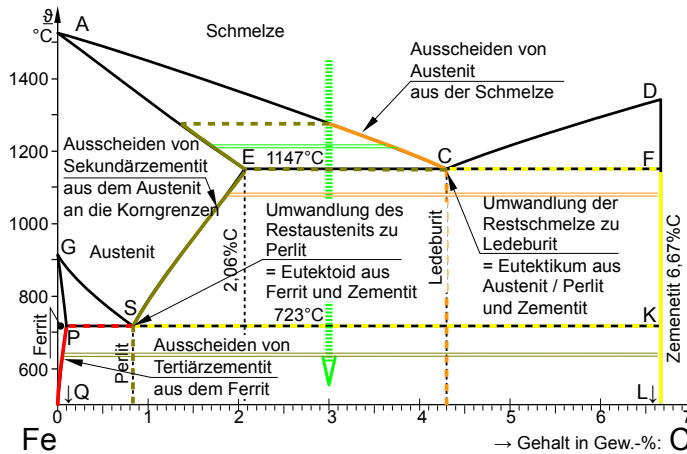 ϑ
°C
1400
1200
1000
800
600
A
Schmelze
Ausscheiden von
Austenit
aus der Schmelze
D
Ausscheiden von
Sekundärzementit
aus dem Austenit
an die Korngrenzen
E
1147°C
C
F
Umwandlung des
Restaustenits zu
Perlit
= Eutektoid aus
Ferrit und Zementit
Umwandlung der
Restschmelze zu
Ledeburit
= Eutektikum aus
Austenit / Perlit
und Zementit
G
Austenit
2,06%C
Ledeburit
Zemenetit 6,67%C
S
723°C
K
Ferrit
P
Perlit
Ausscheiden von
Tertiärzementit
aus dem Ferrit
↓Q
L↓
0 1 2 3 4 5 6 7
Fe
→ Gehalt in Gew.-%: C